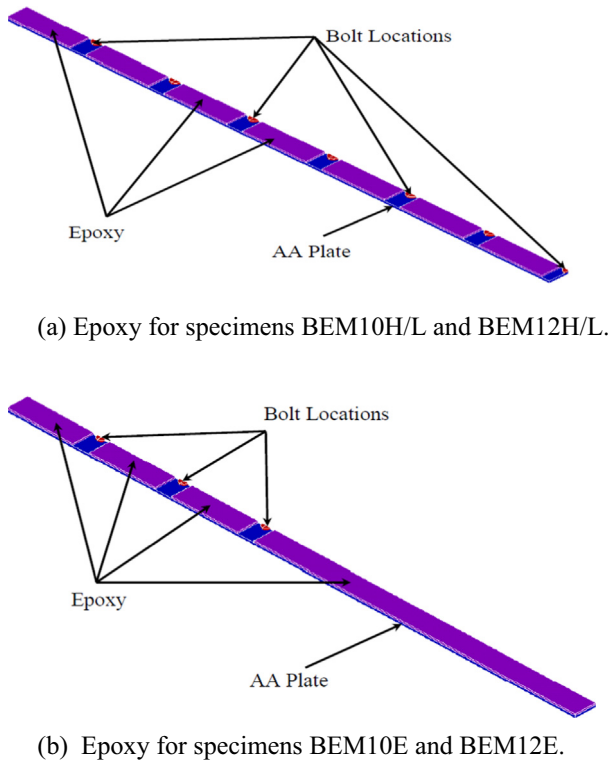 Bolt Locations
Epoxy
AA Plate
(a) Epoxy for specimens BEM10H/L and BEM12H/L.
Bolt Locations
Epoxy
AA Plate
(b) Epoxy for specimens BEM10E and BEM12E.